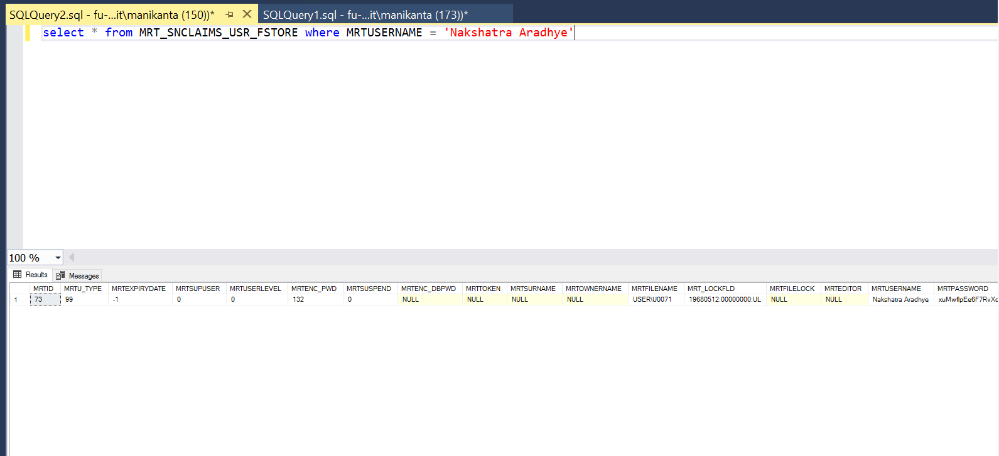 SQLQuery2.sql - fu-...it\manikanta (150))* SQLQuery1.sql - fu-...it\manikanta (173))*
select * from MRT_SNCLAIMS_USR_FSTORE where MRTUSERNAME = 'Nakshatra Aradhye'
100 %
Results Messages
MRTID MRTU_TYPE MRTEXPIRYDATE MRTSUPUSER MRTUSERLEVEL MRTENC_PWD MRTSUSPEND MRTENC_DBPWD MRTTOKEN MRTSURNAME MRTOWNERNAME MRTFILENAME MRT_LOCKFLD MRTFILELOCK MRTEDITOR MRTUSERNAME MRTPASSWORD
1 73 99 -1 0 0 132 0 NULL NULL NULL NULL USER\U0071 19680512:00000000:UL NULL NULL Nakshatra Aradhye